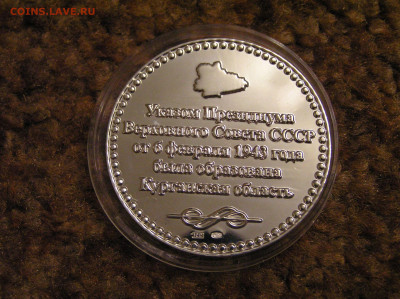 COINS.LAVE.RU
Указом Президиума
Верховного Совета СССР
от 6 февраля 1943 года
была образована
Курганская область